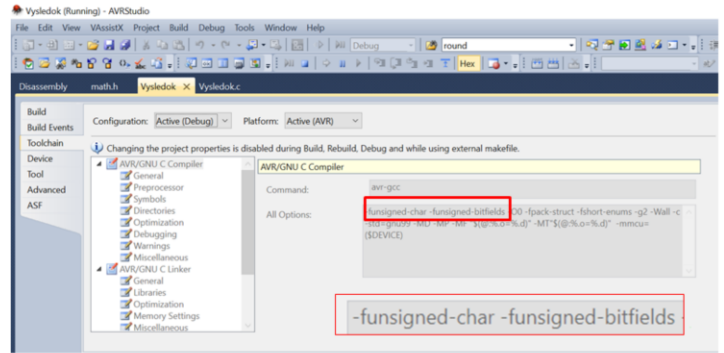 Vysledok (Running) - AVRStudio
File Edit View VAssistX Project Build Debug Tools Window Help
Debug round
Hex
Disassembly math.h Vysledok Vysledok.c
Build
Build Events
Toolchain
Device
Tool
Advanced
ASF
Configuration: Active (Debug) Platform: Active (AVR)
Changing the project properties is disabled during Build, Rebuild, Debug and while using external makefile.
AVR/GNU C Compiler
General
Preprocessor
Symbols
Directories
Optimization
Debugging
Warnings
Miscellaneous
AVR/GNU C Linker
General
Libraries
Optimization
Memory Settings
Miscellaneous
AVR/GNU C Compiler
Command: avr-gcc
All Options:
-funsigned-char -funsigned-bitfields -O0 -fpack-struct -fshort-enums -g2 -Wall -c
-std=gnu99 -MD -MP -MF "$(@:%.o=%.d)" -MT"$(@:%.o=%.d)" -mmcu=
($DEVICE)
-funsigned-char -funsigned-bitfields